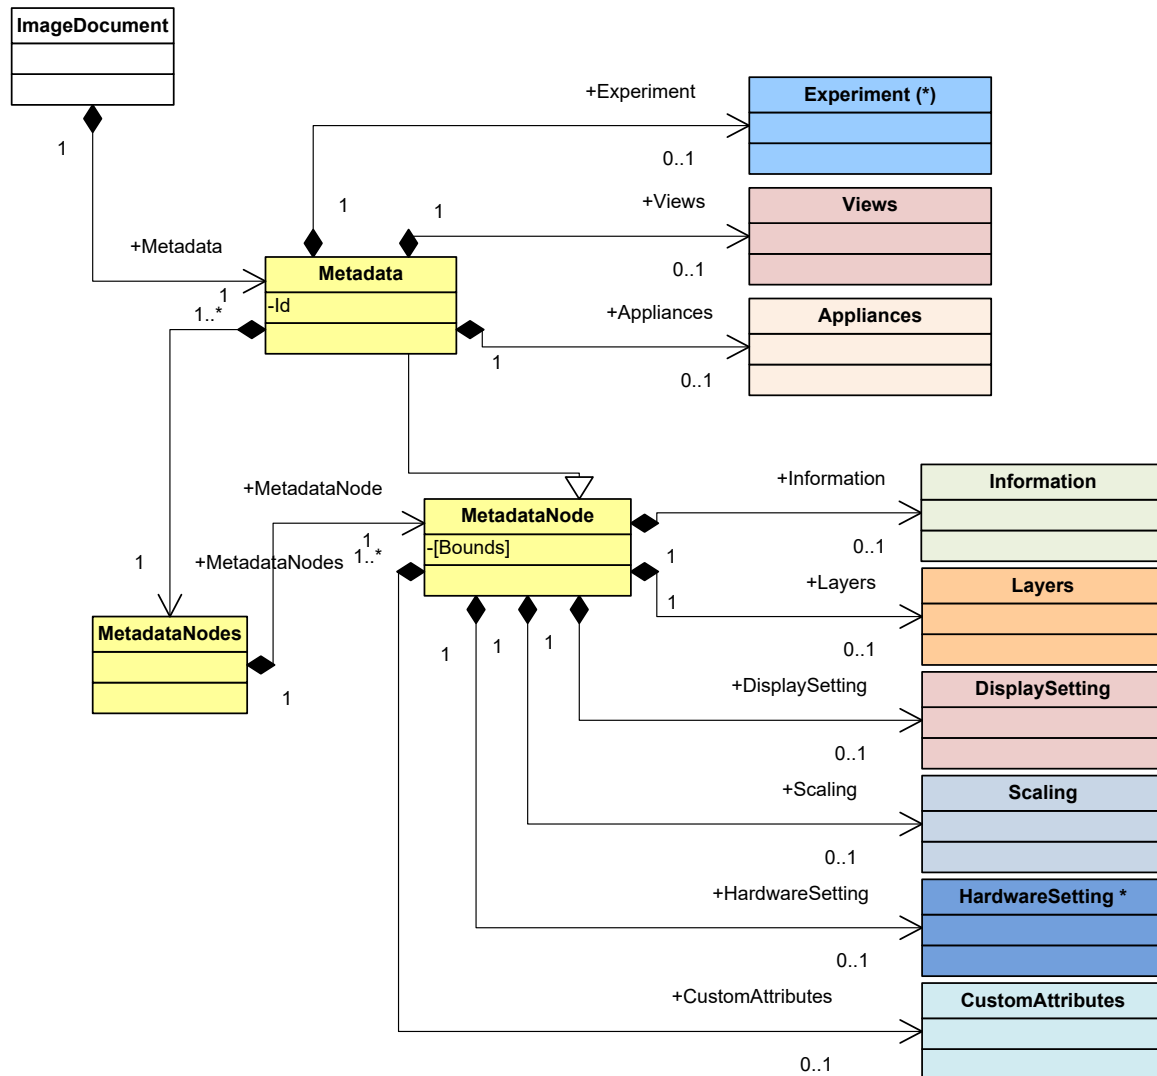 ImageDocument
1
+Metadata
1
+Experiment
Experiment (*)
0..1
1
1
+Views
Views
0..1
Metadata
-Id
1..*
1
+Appliances
Appliances
0..1
+MetadataNode
1
1..*
+MetadataNodes
1
MetadataNodes
1
MetadataNode
-[Bounds]
+Information
Information
1
0..1
+Layers
Layers
1
0..1
1
1
1
+DisplaySetting
DisplaySetting
0..1
+Scaling
Scaling
0..1
+HardwareSetting
HardwareSetting *
0..1
+CustomAttributes
CustomAttributes
0..1